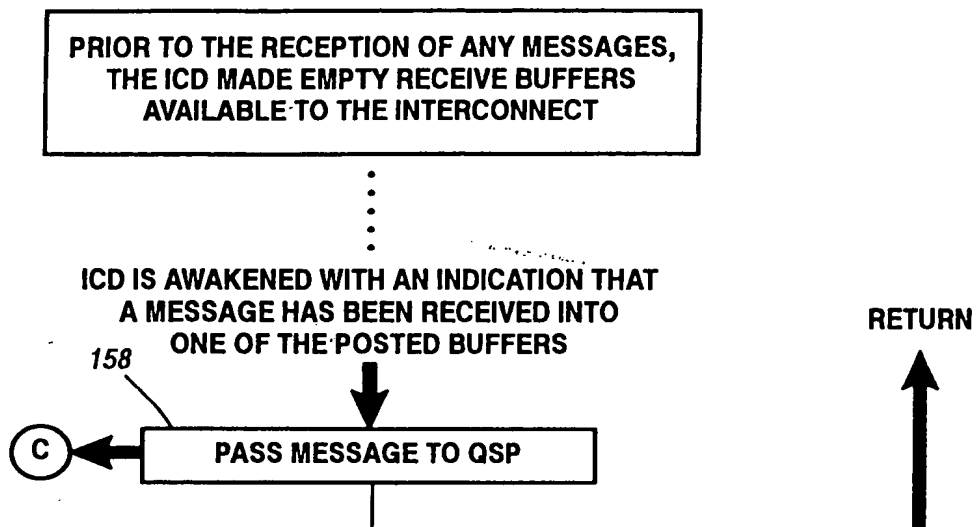 PRIOR TO THE RECEPTION OF ANY MESSAGES,
THE ICD MADE EMPTY RECEIVE BUFFERS
AVAILABLE TO THE INTERCONNECT
ICD IS AWAKENED WITH AN INDICATION THAT
A MESSAGE HAS BEEN RECEIVED INTO
ONE OF THE POSTED BUFFERS
RETURN
158
C
PASS MESSAGE TO QSP